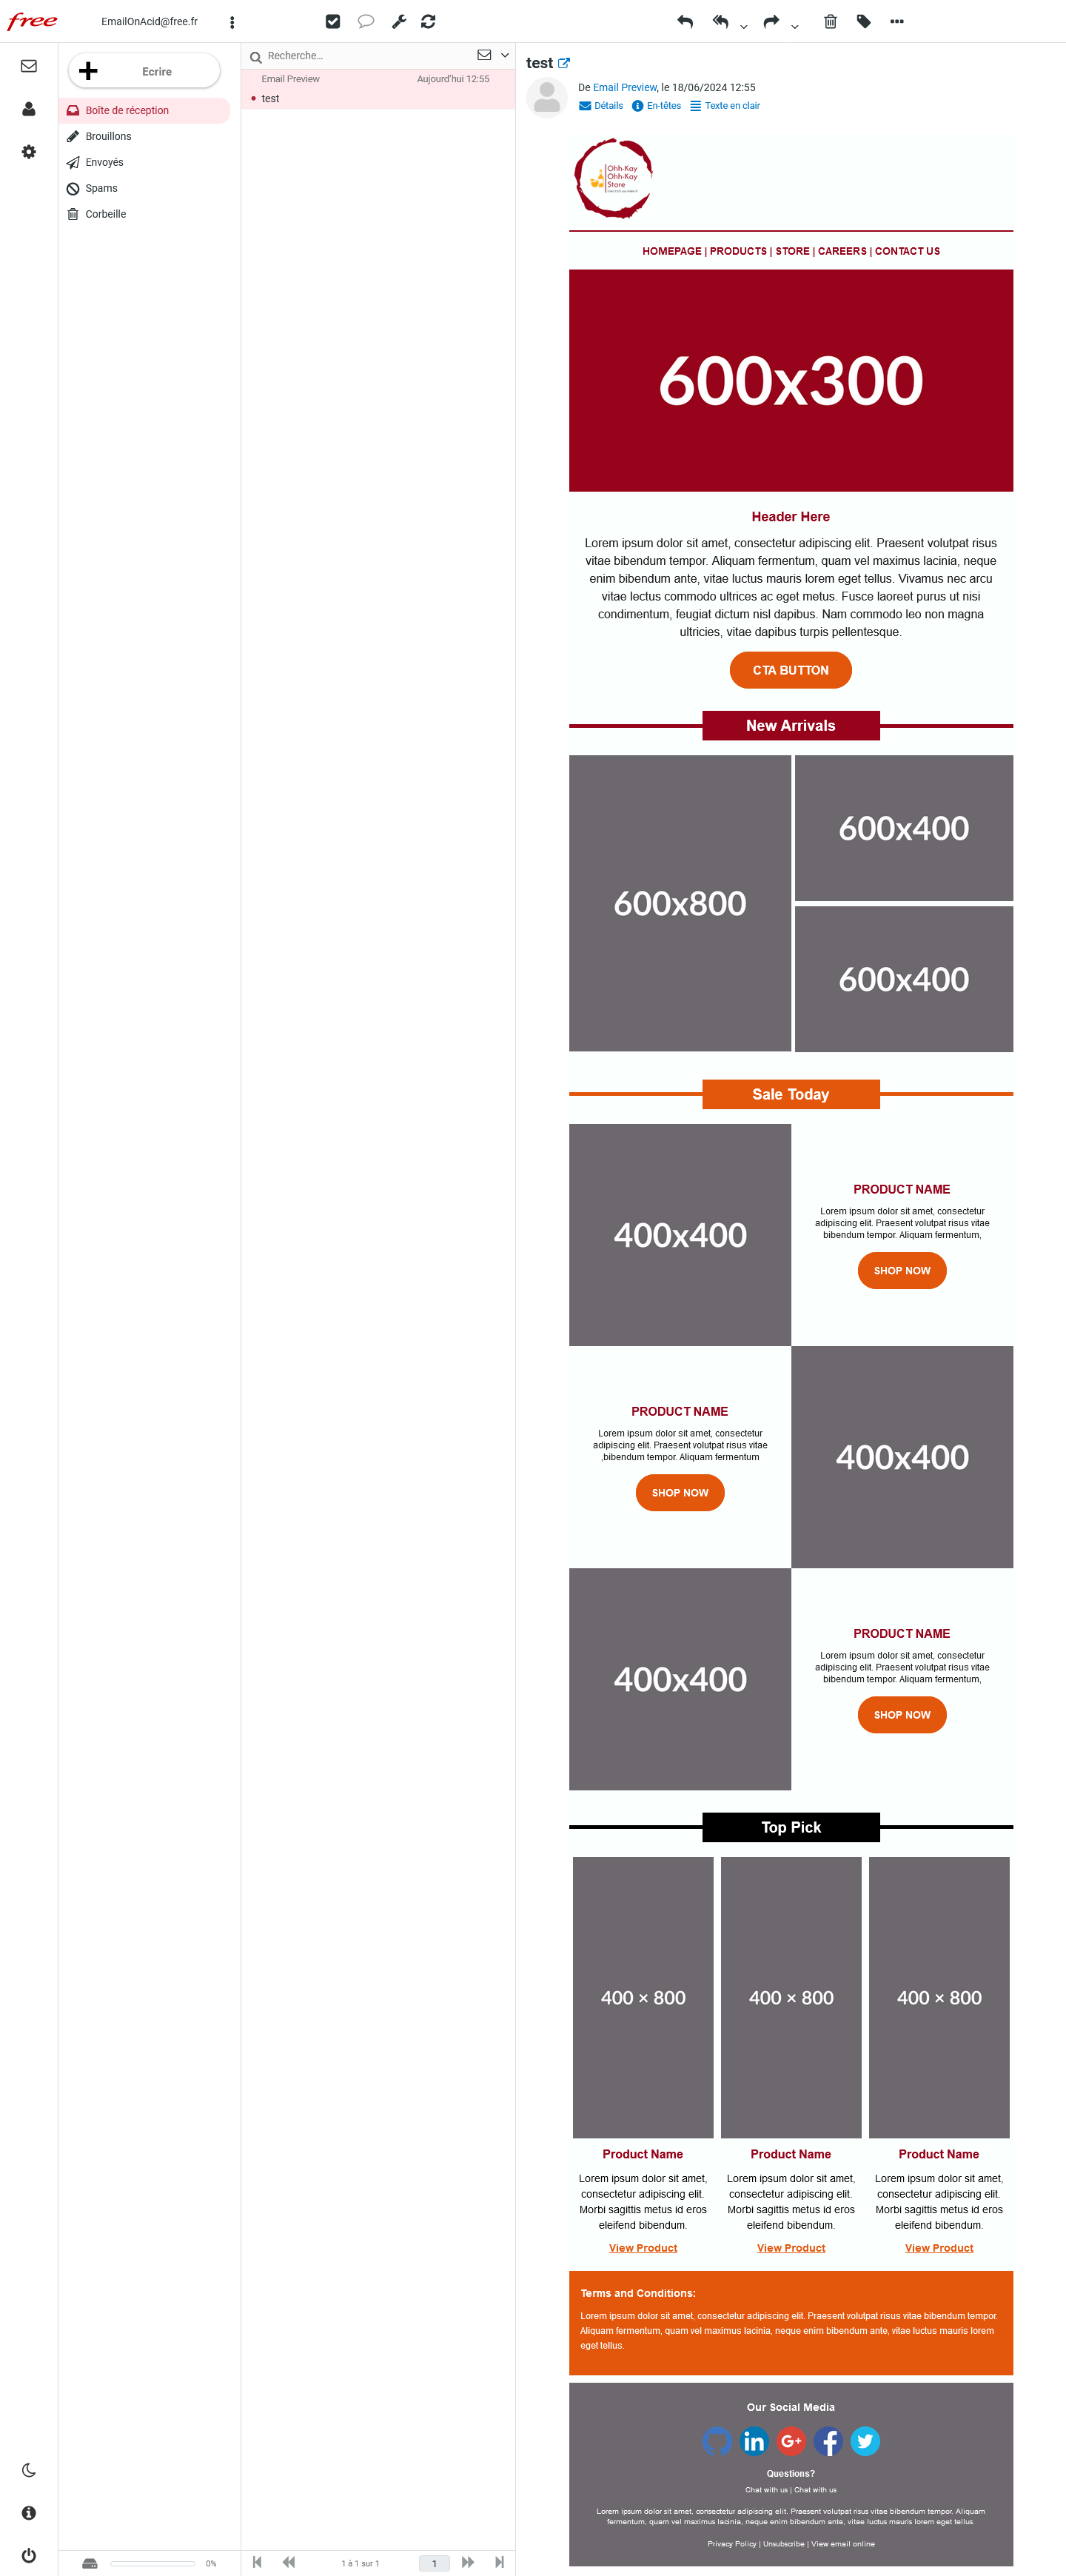 free
EmailOnAcid@free.fr
Ecrire
Boîte de réception
Brouillons
Envoyés
Spams
Corbeille
0%
Recherche...
Email Preview Aujourd'hui 12:55
test
1 à 1 sur 1
1
test
De Email Preview, le 18/06/2024 12:55
Détails En-têtes Texte en clair
Ohh-Kay
Ohh-Kay
Store
HOMEPAGE | PRODUCTS | STORE | CAREERS | CONTACT US
600x300
Header Here
Lorem ipsum dolor sit amet, consectetur adipiscing elit. Praesent volutpat risus
vitae bibendum tempor. Aliquam fermentum, quam vel maximus lacinia, neque
enim bibendum ante, vitae luctus mauris lorem eget tellus. Vivamus nec arcu
vitae lectus commodo ultrices ac eget metus. Fusce laoreet purus ut nisi
condimentum, feugiat dictum nisl dapibus. Nam commodo leo non magna
ultricies, vitae dapibus turpis pellentesque.
CTA BUTTON
New Arrivals
600x800
600x400
600x400
Sale Today
400x400
PRODUCT NAME
Lorem ipsum dolor sit amet, consectetur
adipiscing elit. Praesent volutpat risus vitae
bibendum tempor. Aliquam fermentum,
SHOP NOW
PRODUCT NAME
Lorem ipsum dolor sit amet, consectetur
adipiscing elit. Praesent volutpat risus vitae
,bibendum tempor. Aliquam fermentum
SHOP NOW
400x400
400x400
PRODUCT NAME
Lorem ipsum dolor sit amet, consectetur
adipiscing elit. Praesent volutpat risus vitae
bibendum tempor. Aliquam fermentum,
SHOP NOW
Top Pick
400 × 800
Product Name
Lorem ipsum dolor sit amet,
consectetur adipiscing elit.
Morbi sagittis metus id eros
eleifend bibendum.
View Product
400 × 800
Product Name
Lorem ipsum dolor sit amet,
consectetur adipiscing elit.
Morbi sagittis metus id eros
eleifend bibendum.
View Product
400 × 800
Product Name
Lorem ipsum dolor sit amet,
consectetur adipiscing elit.
Morbi sagittis metus id eros
eleifend bibendum.
View Product
Terms and Conditions:
Lorem ipsum dolor sit amet, consectetur adipiscing elit. Praesent volutpat risus vitae bibendum tempor.
Aliquam fermentum, quam vel maximus lacinia, neque enim bibendum ante, vitae luctus mauris lorem
eget tellus.
Our Social Media
in G+ f
Questions?
Chat with us | Chat with us
Lorem ipsum dolor sit amet, consectetur adipiscing elit. Praesent volutpat risus vitae bibendum tempor. Aliquam
fermentum, quam vel maximus lacinia, neque enim bibendum ante, vitae luctus mauris lorem eget tellus.
Privacy Policy | Unsubscribe | View email online